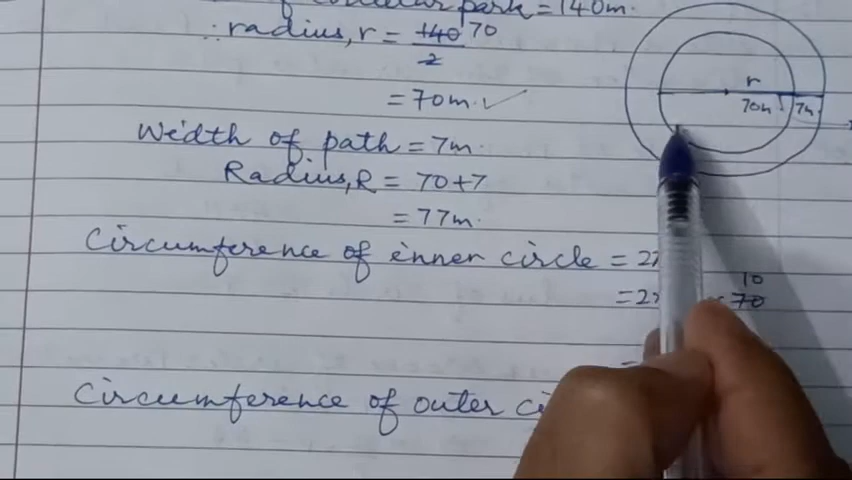 park = 140m.
∴ radius, r = 140 70
2
= 70m. ✓
r
70m 7m
Weidth of path = 7m.
Radius, R = 70+7
= 77m.
Circumference of inner circle = 2
10
= 2 × 70
=
Circumference of outer